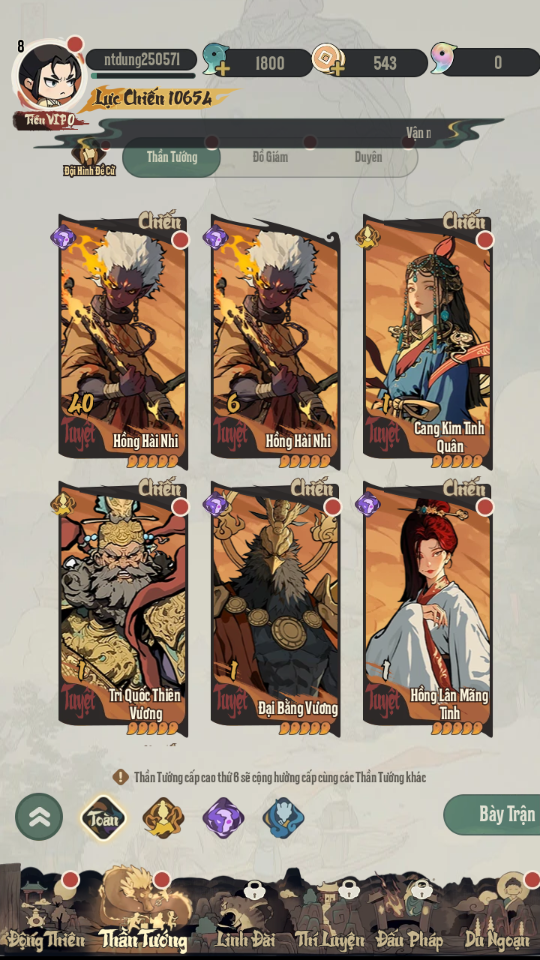 8
ntdung250571
1800
543
0
Lực Chiến 10654
Tiên VIP 0
Vận n
Đội Hình Đề Cử
Thần Tướng
Đồ Giám
Duyên
Chiến
40
Tuyệt
Hồng Hài Nhi
6
Tuyệt
Hồng Hài Nhi
Chiến
1
Tuyệt
Cang Kim Tinh
Quân
Chiến
1
Tuyệt
Trì Quốc Thiên
Vương
Chiến
1
Tuyệt
Đại Bằng Vương
Chiến
1
Tuyệt
Hồng Lân Mãng
Tinh
Thần Tướng cấp cao thứ 6 sẽ cộng hưởng cấp cùng các Thần Tướng khác
Toàn
Bày Trận
Động Thiên
Thần Tướng
Linh Đài
Thí Luyện
Đấu Pháp
Du Ngoạn